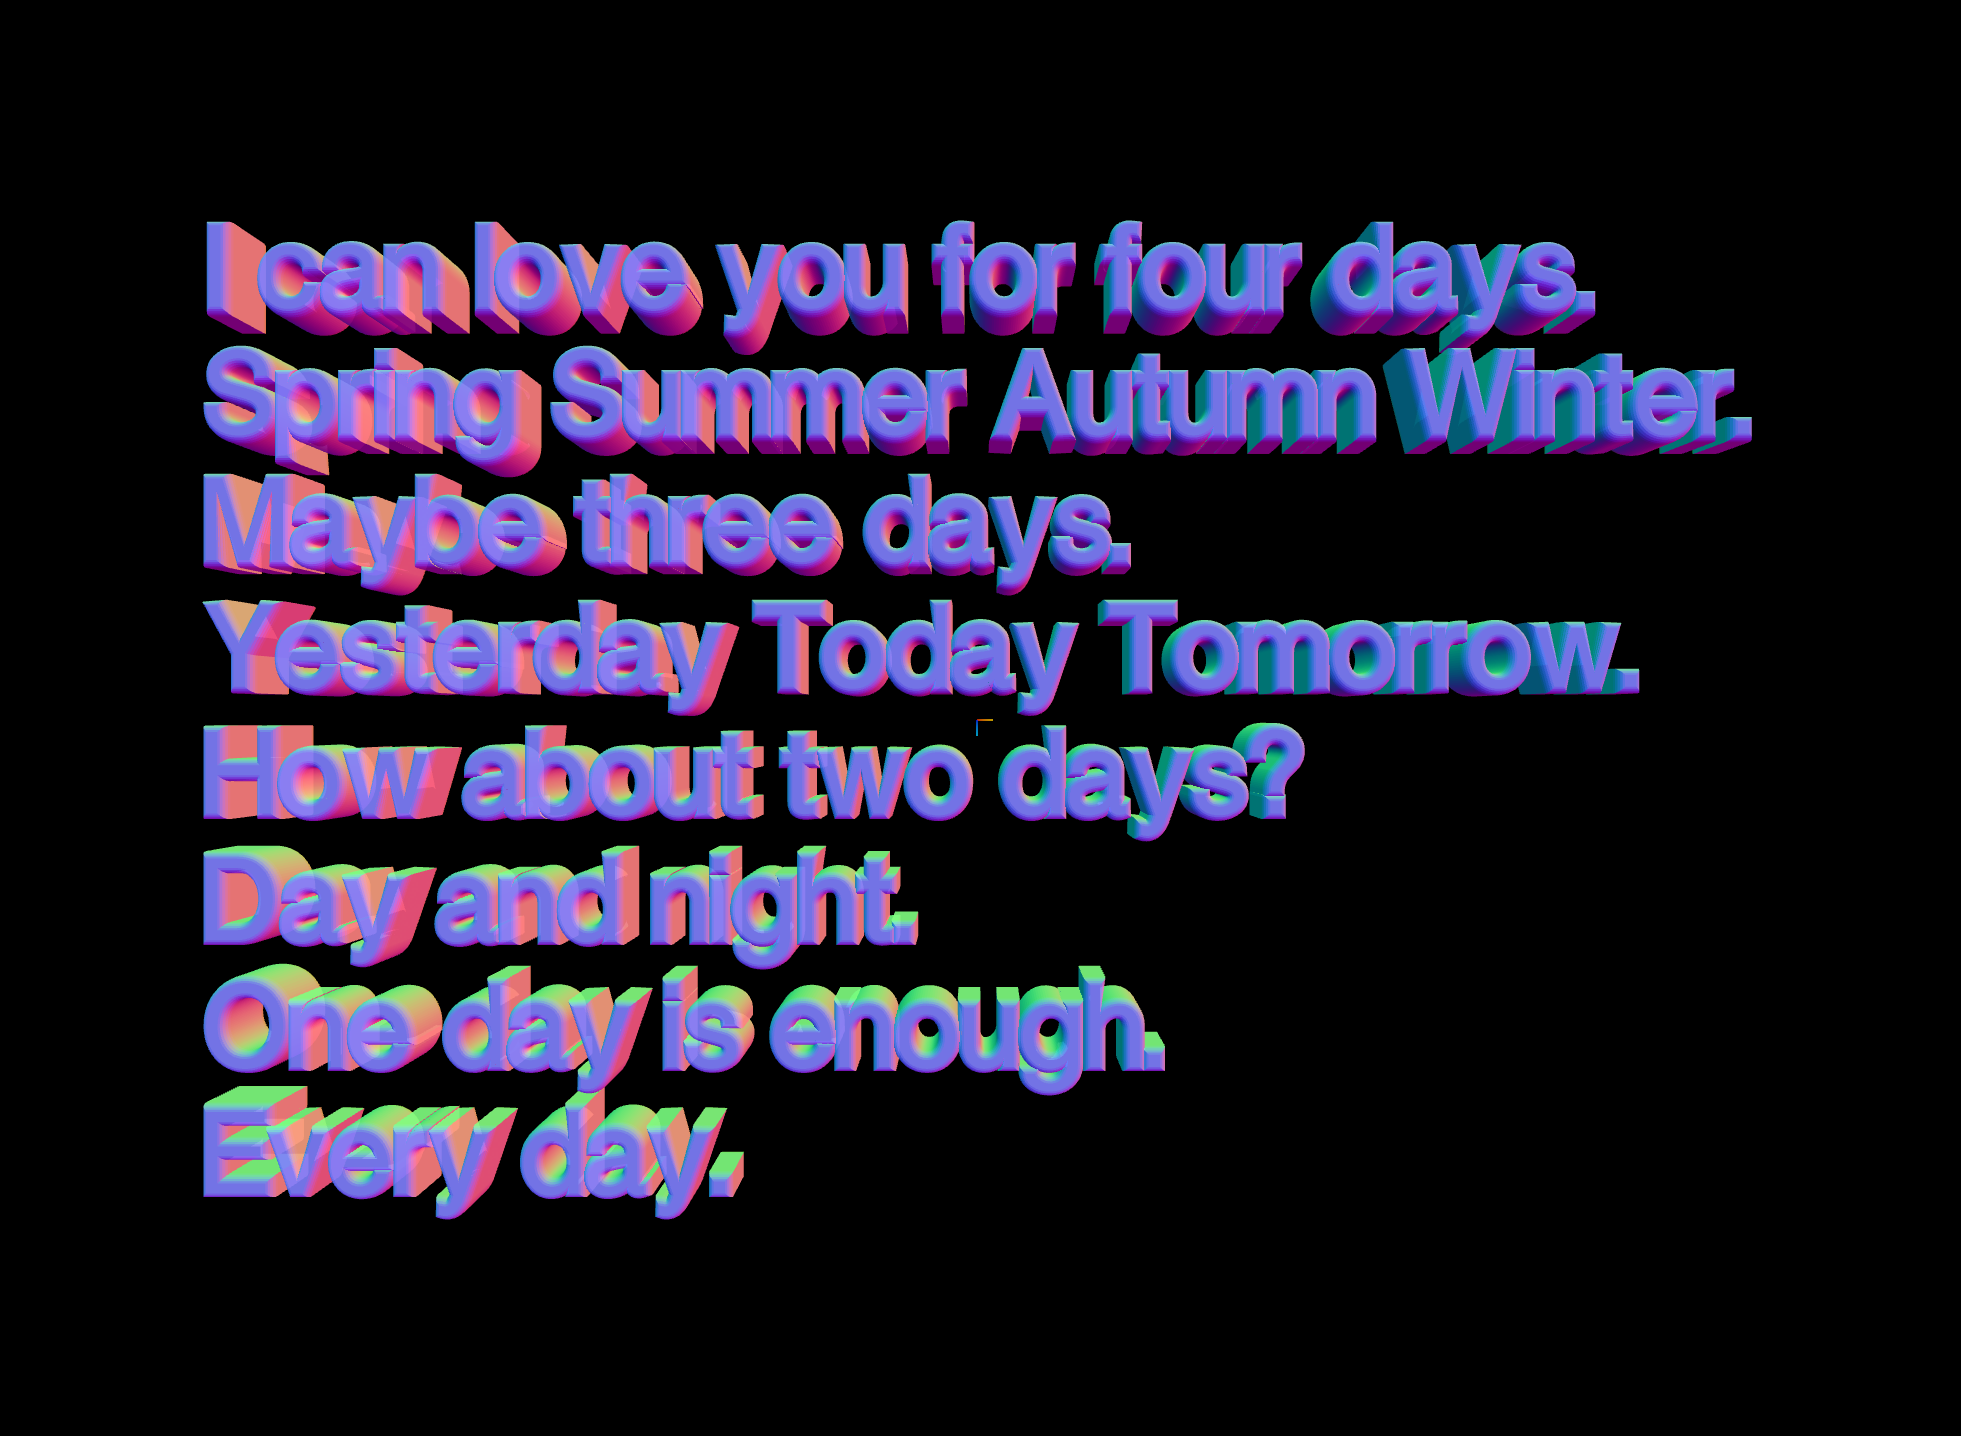 I can love you for four days.
Spring Summer Autumn Winter.
Maybe three days.
Yesterday Today Tomorrow.
How about two days?
Day and night.
One day is enough.
Every day.